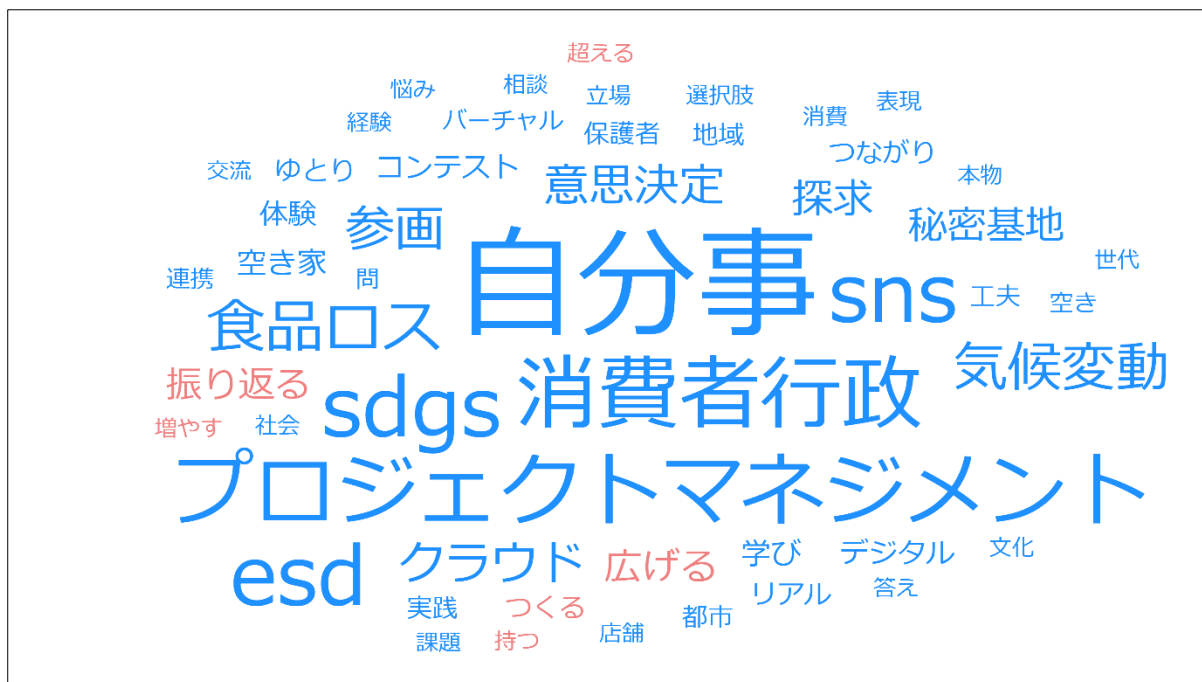 超える
悩み 相談 立場 選択肢 消費 表現
経験 バーチャル 保護者 地域 つながり
交流 ゆとり コンテスト 意思決定 探求 本物
体験 参画 自分事 秘密基地
連携 空き家 問 sns 工夫 空き 世代
食品ロス 気候変動
振り返る sdgs 消費者行政
増やす 社会
プロジェクトマネジメント
esd クラウド 広げる 学び デジタル 文化
実践 つくる リアル 答え
課題 持つ 店舗 都市